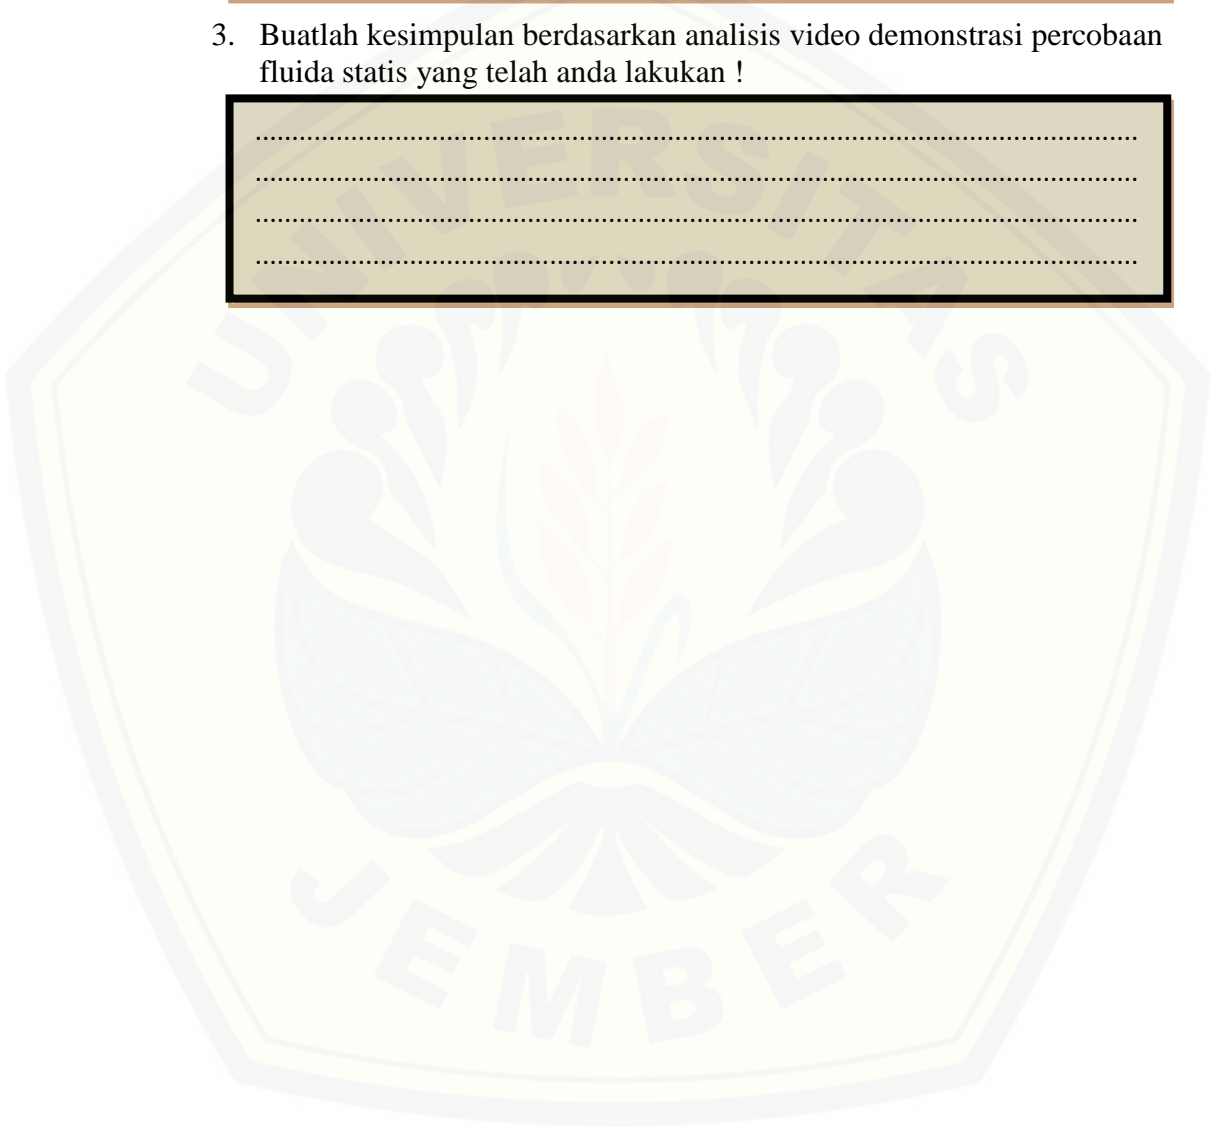 3. Buatlah kesimpulan berdasarkan analisis video demonstrasi percobaan
fluida statis yang telah anda lakukan !
..........................................................................................................................
..........................................................................................................................
..........................................................................................................................
..........................................................................................................................
UNIVERSITAS
JEMBER